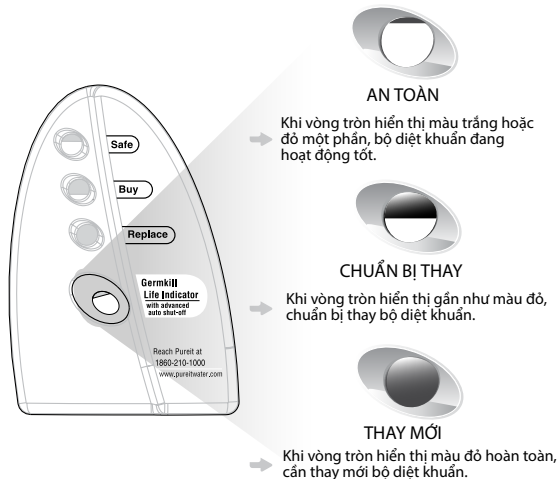 Safe
Buy
Replace
Germkill
Life Indicator
with advanced
auto shut-off
Reach Pureit at
1860-210-1000
www.pureitwater.com
AN TOÀN
Khi vòng tròn hiển thị màu trắng hoặc
đỏ một phần, bộ diệt khuẩn đang
hoạt động tốt.
CHUẨN BỊ THAY
Khi vòng tròn hiển thị gần như màu đỏ,
chuẩn bị thay bộ diệt khuẩn.
THAY MỚI
Khi vòng tròn hiển thị màu đỏ hoàn toàn,
cần thay mới bộ diệt khuẩn.